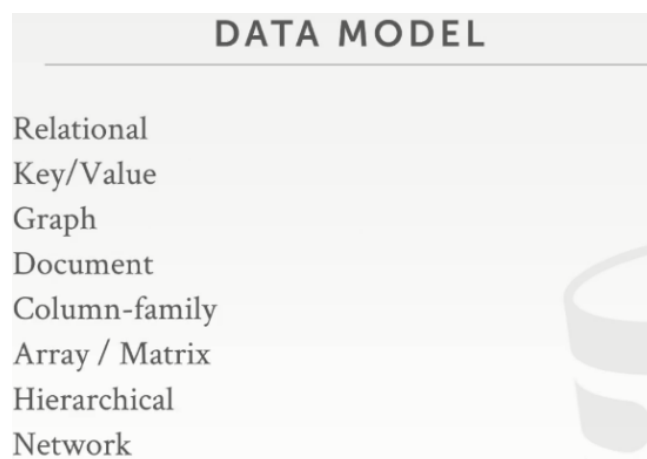 DATA MODEL
Relational
Key/Value
Graph
Document
Column-family
Array / Matrix
Hierarchical
Network